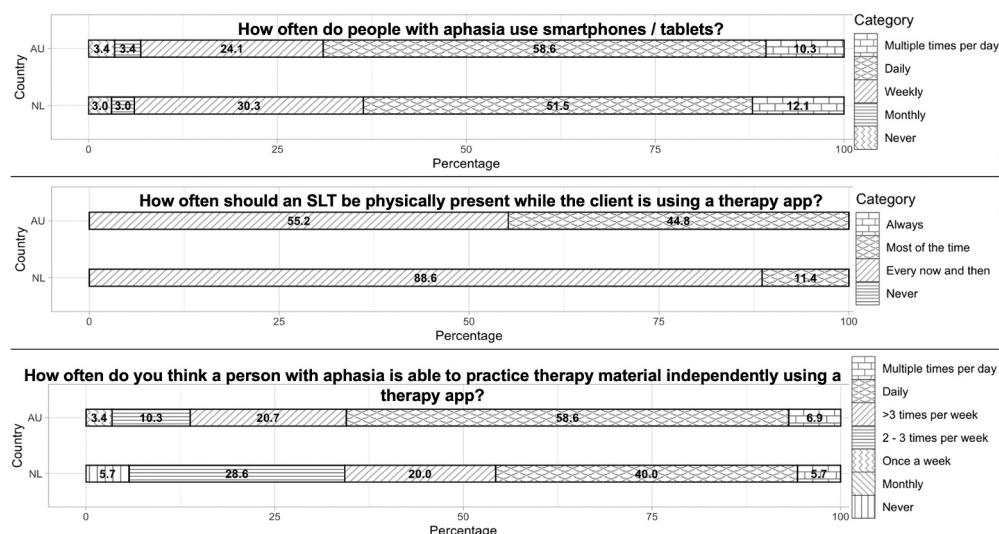 How often do people with aphasia use smartphones / tablets?
Country
AU
3.4 3.4 24.1 58.6 10.3
NL
3.0 3.0 30.3 51.5 12.1
0 25 50 75 100
Percentage
Category
Multiple times per day
Daily
Weekly
Monthly
Never
How often should an SLT be physically present while the client is using a therapy app?
Country
AU
55.2 44.8
NL
88.6 11.4
0 25 50 75 100
Percentage
Category
Always
Most of the time
Every now and then
Never
How often do you think a person with aphasia is able to practice therapy material independently using a
therapy app?
Country
AU
3.4 10.3 20.7 58.6 6.9
NL
5.7 28.6 20.0 40.0 5.7
0 25 50 75 100
Percentage
Multiple times per day
Daily
>3 times per week
2 - 3 times per week
Once a week
Monthly
Never